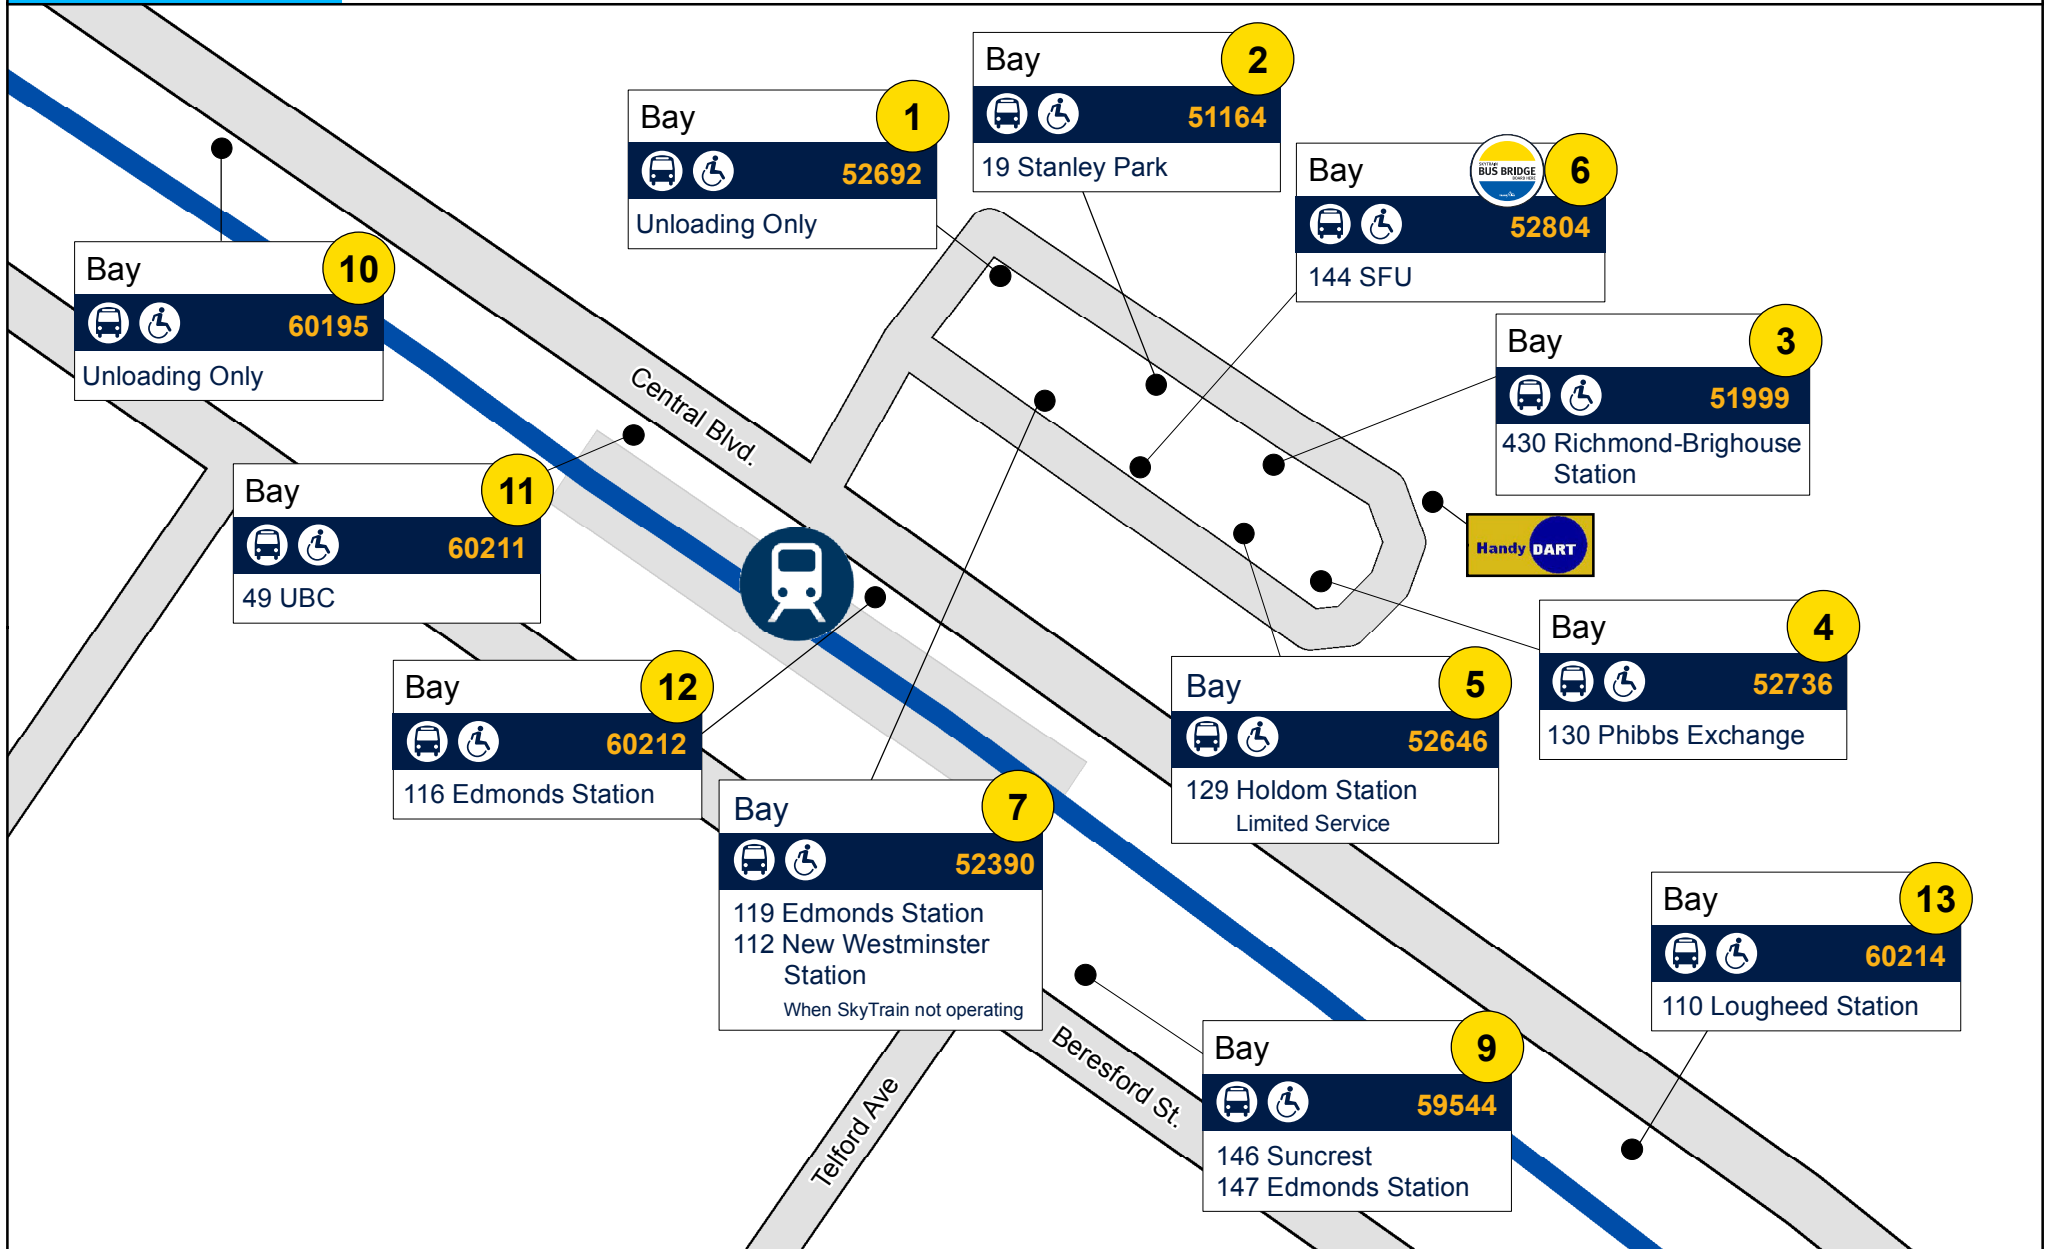 Bay 1
52692
Unloading Only
Bay 2
51164
19 Stanley Park
Bay BUS BRIDGE 6
52804
144 SFU
Bay 10
60195
Unloading Only
Bay 3
51999
430 Richmond-Brighouse
Station
Central Blvd.
Bay 11
60211
49 UBC
Handy DART
Bay 4
52736
130 Phibbs Exchange
Bay 12
60212
116 Edmonds Station
Bay 5
52646
129 Holdom Station
Limited Service
Bay 7
52390
119 Edmonds Station
112 New Westminster
Station
When SkyTrain not operating
Bay 13
60214
110 Lougheed Station
Bay 9
59544
146 Suncrest
147 Edmonds Station
Beresford St.
Telford Ave